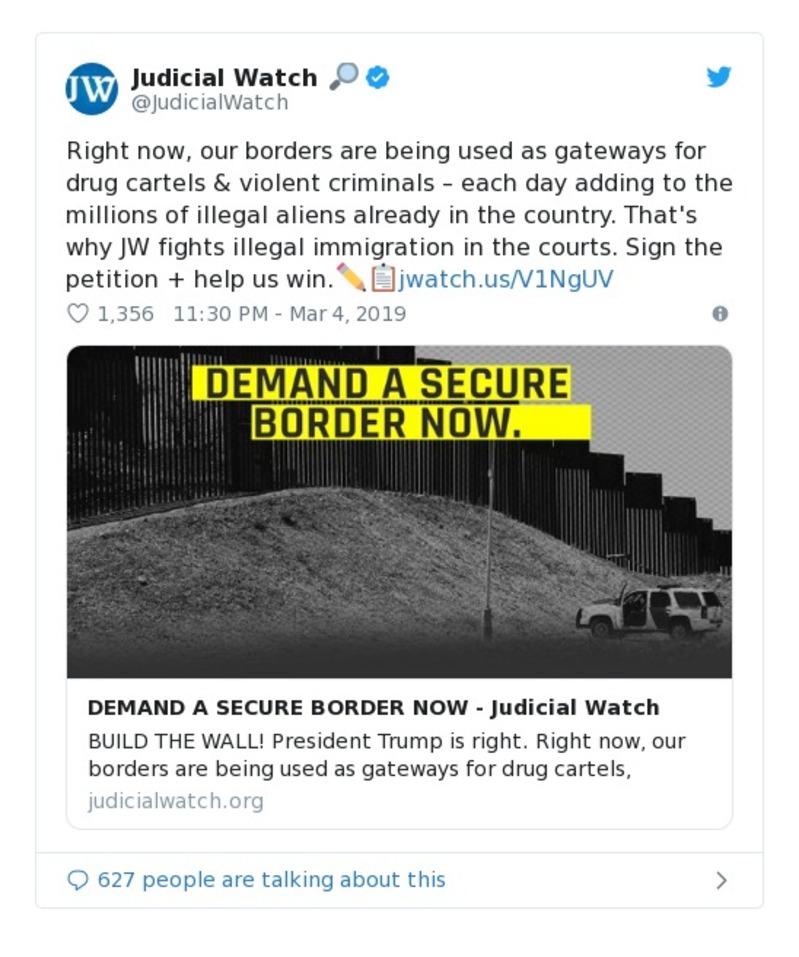 JW
Judicial Watch 🔎
@JudicialWatch
Right now, our borders are being used as gateways for
drug cartels & violent criminals – each day adding to the
millions of illegal aliens already in the country. That's
why JW fights illegal immigration in the courts. Sign the
petition + help us win.✏️📋jwatch.us/V1NgUV
1,356 11:30 PM - Mar 4, 2019
DEMAND A SECURE
BORDER NOW.
DEMAND A SECURE BORDER NOW - Judicial Watch
BUILD THE WALL! President Trump is right. Right now, our
borders are being used as gateways for drug cartels,
judicialwatch.org
627 people are talking about this